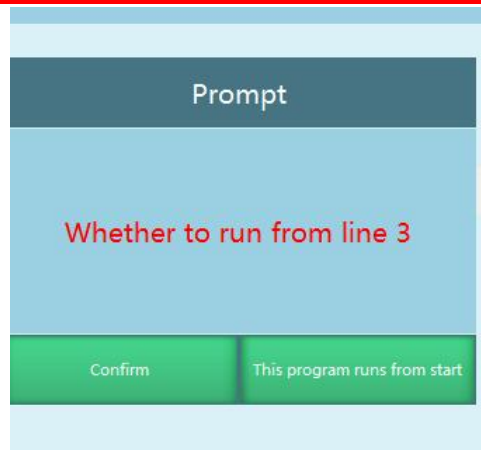 Prompt
Whether to run from line 3
Confirm
This program runs from start